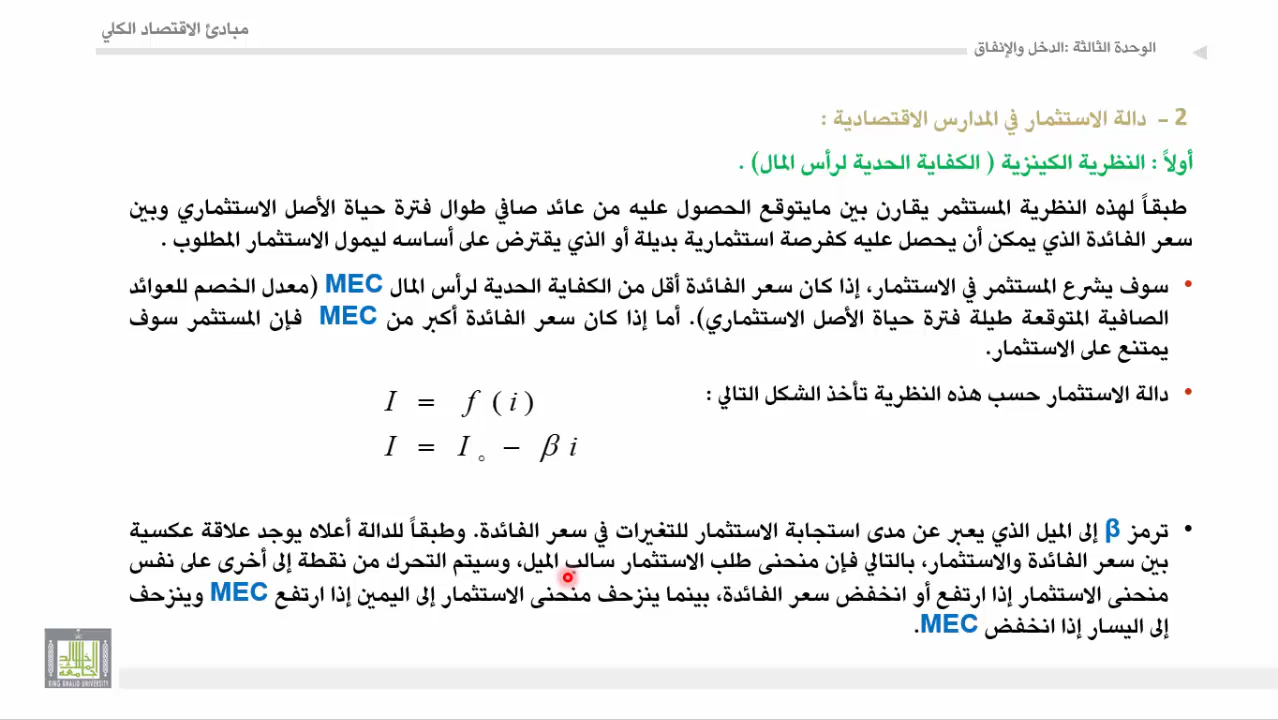 مبادئ الاقتصاد الكلي
الوحدة الثالثة :الدخل والإنفاق
2 – دالة الاستثمار في المدارس الاقتصادية :
أولاً : النظرية الكينزية ( الكفاية الحدية لرأس المال) .
طبقاً لهذه النظرية المستثمر يقارن بين مايتوقع الحصول عليه من عائد صافي طوال فترة حياة الأصل الاستثماري وبين
سعر الفائدة الذي يمكن أن يحصل عليه كفرصة استثمارية بديلة أو الذي يقترض على أساسه ليمول الاستثمار المطلوب .
• سوف يشرع المستثمر في الاستثمار، إذا كان سعر الفائدة أقل من الكفاية الحدية لرأس المال MEC (معدل الخصم للعوائد
الصافية المتوقعة طيلة فترة حياة الأصل الاستثماري). أما إذا كان سعر الفائدة أكبر من MEC فإن المستثمر سوف
يمتنع على الاستثمار.
• دالة الاستثمار حسب هذه النظرية تأخذ الشكل التالي :
I = f (i)
I = I₀ − β i
• ترمز β إلى الميل الذي يعبر عن مدى استجابة الاستثمار للتغيرات في سعر الفائدة. وطبقاً للدالة أعلاه يوجد علاقة عكسية
بين سعر الفائدة والاستثمار، بالتالي فإن منحنى طلب الاستثمار سالب الميل، وسيتم التحرك من نقطة إلى أخرى على نفس
منحنى الاستثمار إذا ارتفع أو انخفض سعر الفائدة، بينما ينزحف منحنى الاستثمار إلى اليمين إذا ارتفع MEC وينزحف
إلى اليسار إذا انخفض MEC.
KING KHALID UNIVERSITY